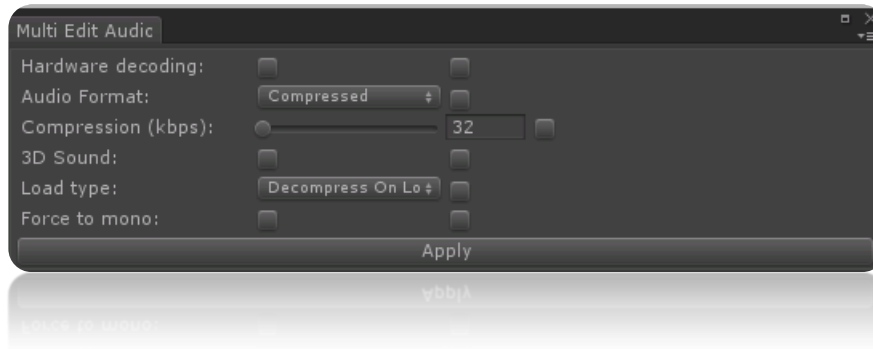 Multi Edit Audic
Hardware decoding:
Audio Format: Compressed
Compression (kbps): 32
3D Sound:
Load type: Decompress On Lo
Force to mono:
Apply